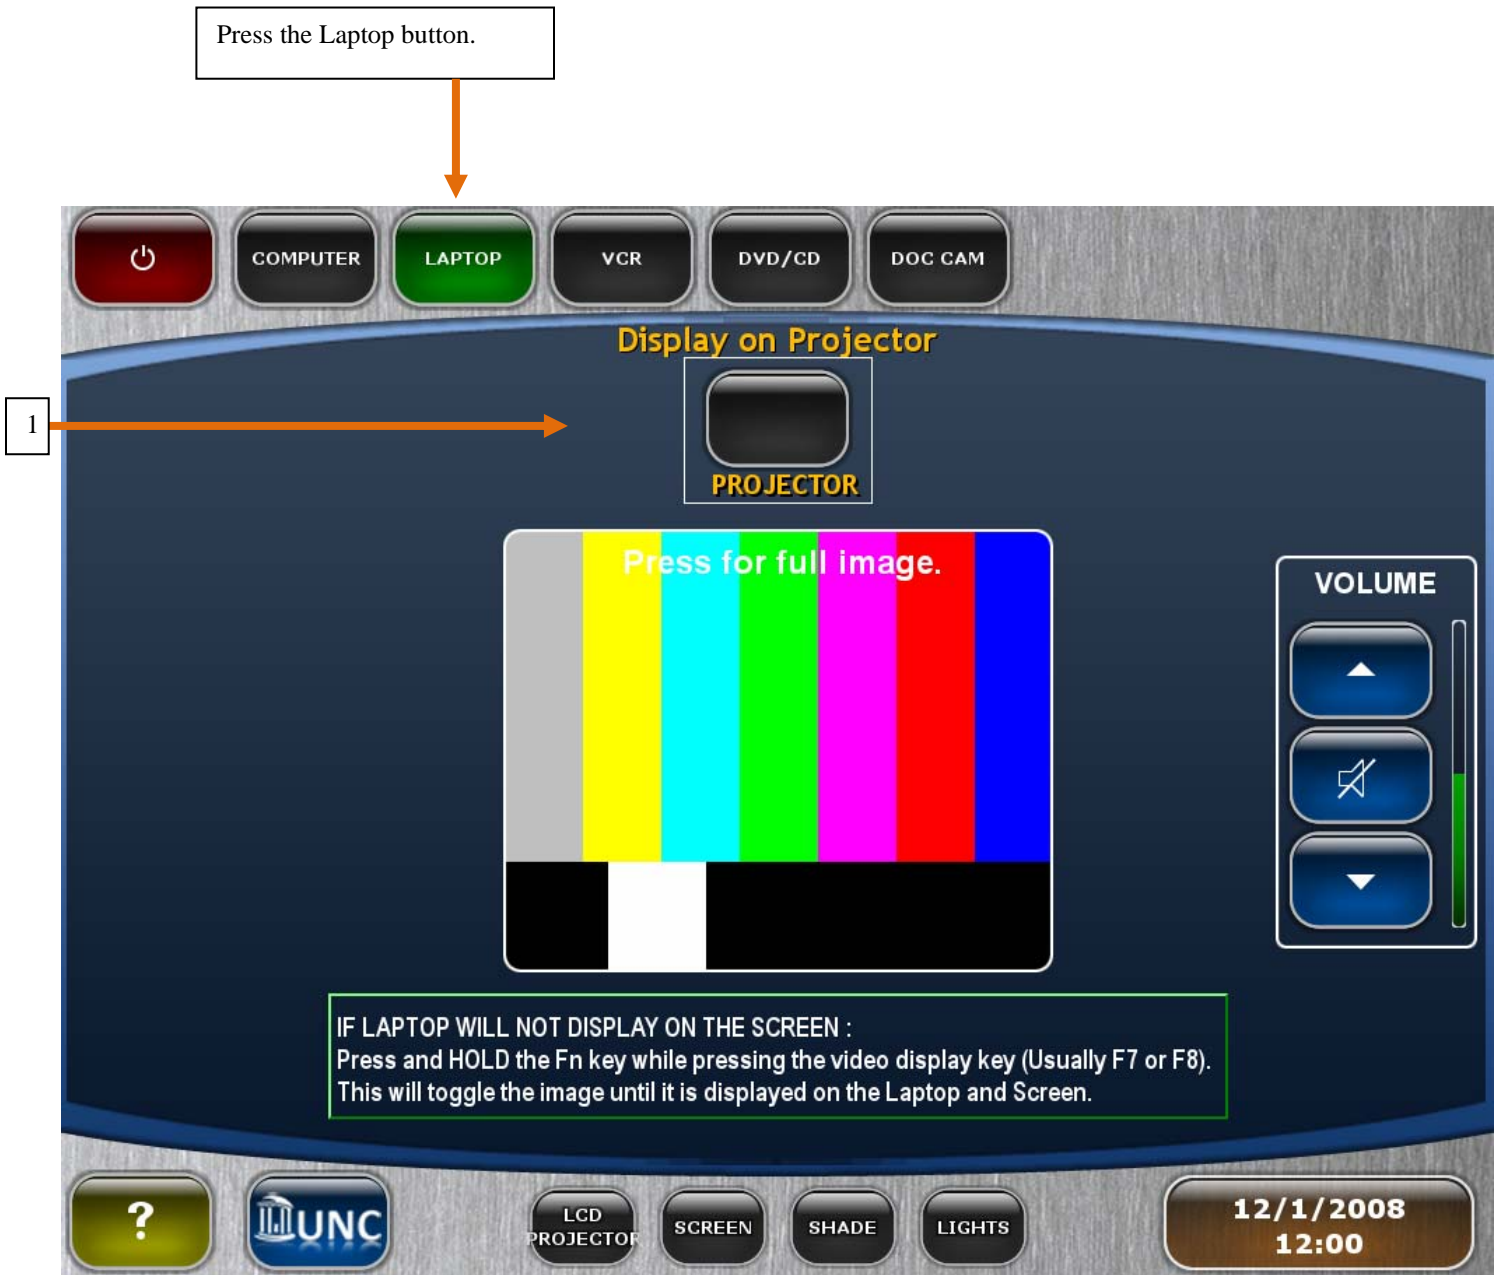 Press the Laptop button.
COMPUTER
LAPTOP
VCR
DVD/CD
DOC CAM
Display on Projector
1
PROJECTOR
Press for full image.
VOLUME
IF LAPTOP WILL NOT DISPLAY ON THE SCREEN :
Press and HOLD the Fn key while pressing the video display key (Usually F7 or F8).
This will toggle the image until it is displayed on the Laptop and Screen.
?
UNC
LCD
PROJECTOR
SCREEN
SHADE
LIGHTS
12/1/2008
12:00